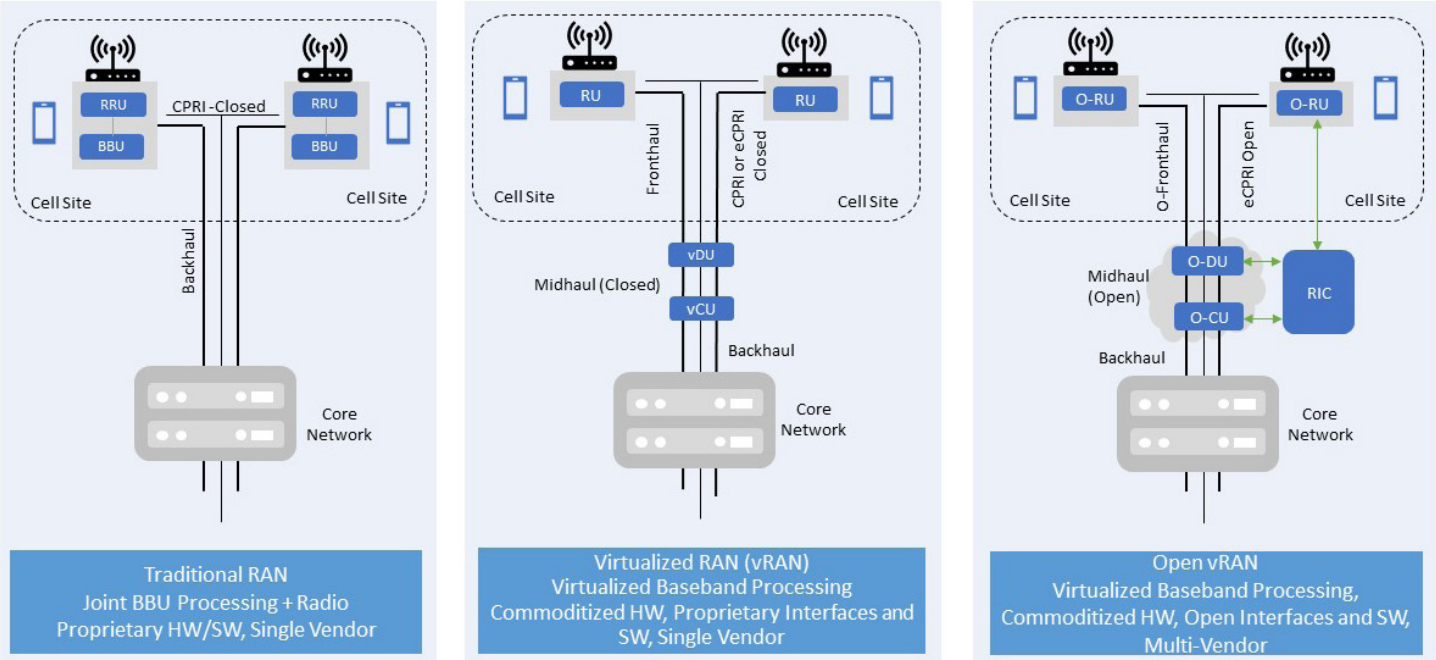 RRU
BBU
CPRI -Closed
RRU
BBU
Cell Site
Cell Site
Backhaul
Core
Network
Traditional RAN
Joint BBU Processing + Radio
Proprietary HW/SW, Single Vendor
RU
RU
Fronthaul
CPRI or eCPRI
Closed
Cell Site
Cell Site
vDU
Midhaul (Closed)
vCU
Backhaul
Core
Network
Virtualized RAN (vRAN)
Virtualized Baseband Processing
Commoditized HW, Proprietary Interfaces and
SW, Single Vendor
O-RU
O-RU
O-Fronthaul
eCPRI Open
Cell Site
Cell Site
O-DU
Midhaul
(Open)
RIC
O-CU
Backhaul
Core
Network
Open vRAN
Virtualized Baseband Processing,
Commoditized HW, Open Interfaces and SW,
Multi-Vendor